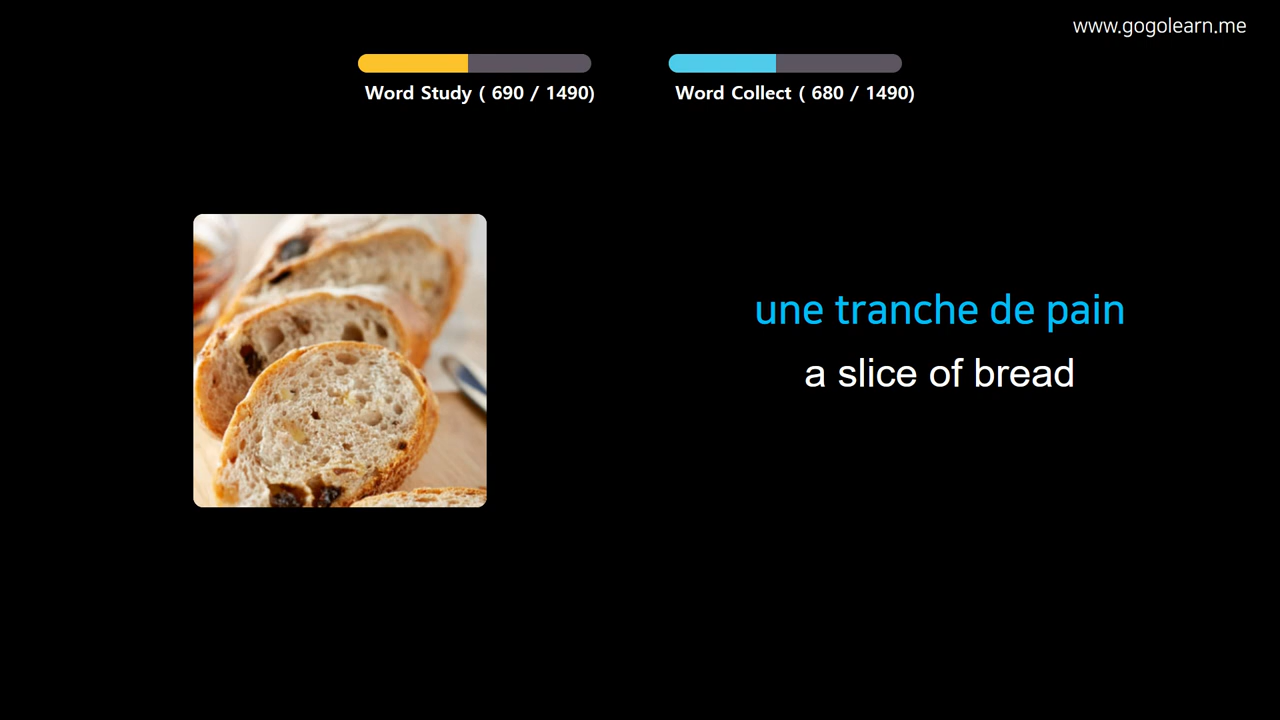 www.gogolearn.me
Word Study ( 690 / 1490)
Word Collect ( 680 / 1490)
une tranche de pain
a slice of bread